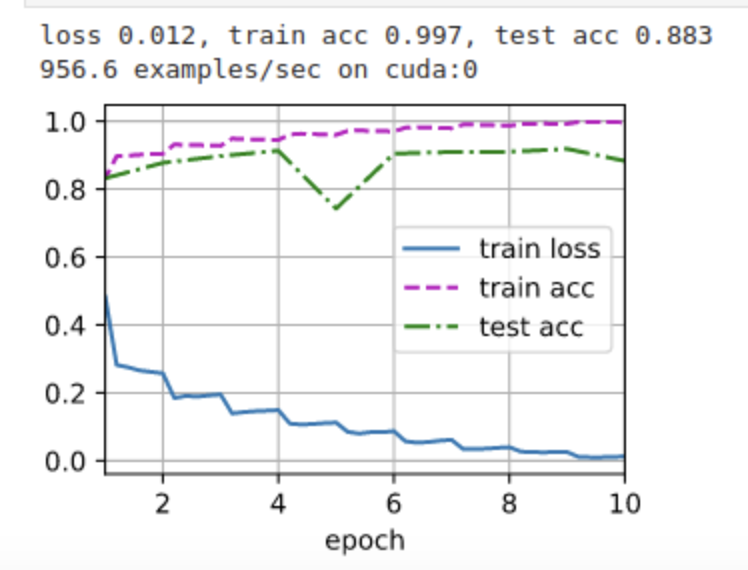 loss 0.012, train acc 0.997, test acc 0.883
956.6 examples/sec on cuda:0
1.0
0.8
0.6
0.4
0.2
0.0
train loss
train acc
test acc
2 4 6 8 10
epoch